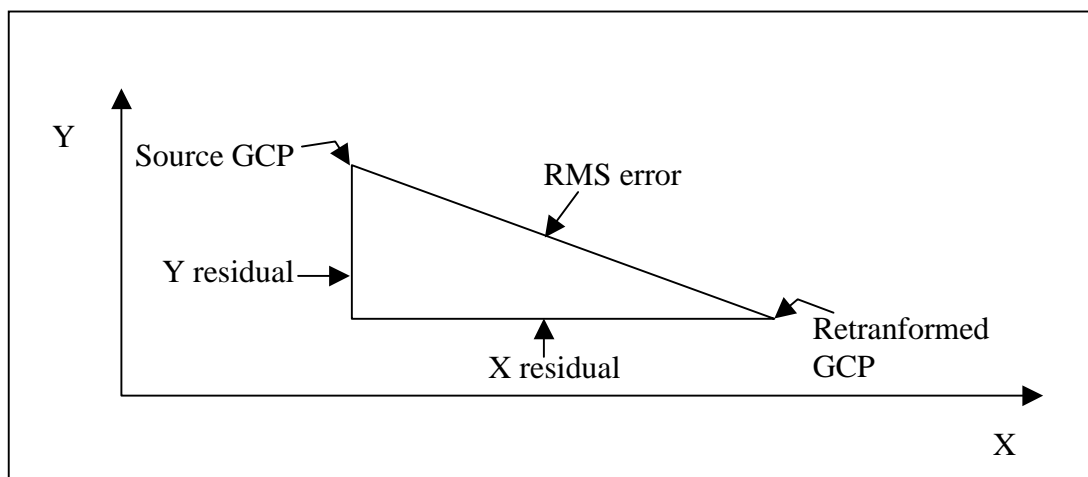 Y
Source GCP
RMS error
Y residual
Retranformed
GCP
X residual
X